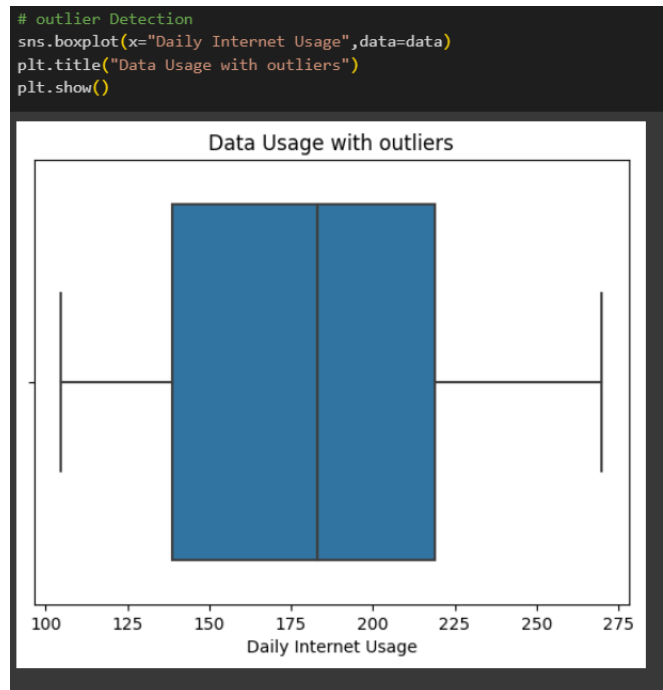 # outlier Detection
sns.boxplot(x="Daily Internet Usage",data=data)
plt.title("Data Usage with outliers")
plt.show()
Data Usage with outliers
100 125 150 175 200 225 250 275
Daily Internet Usage